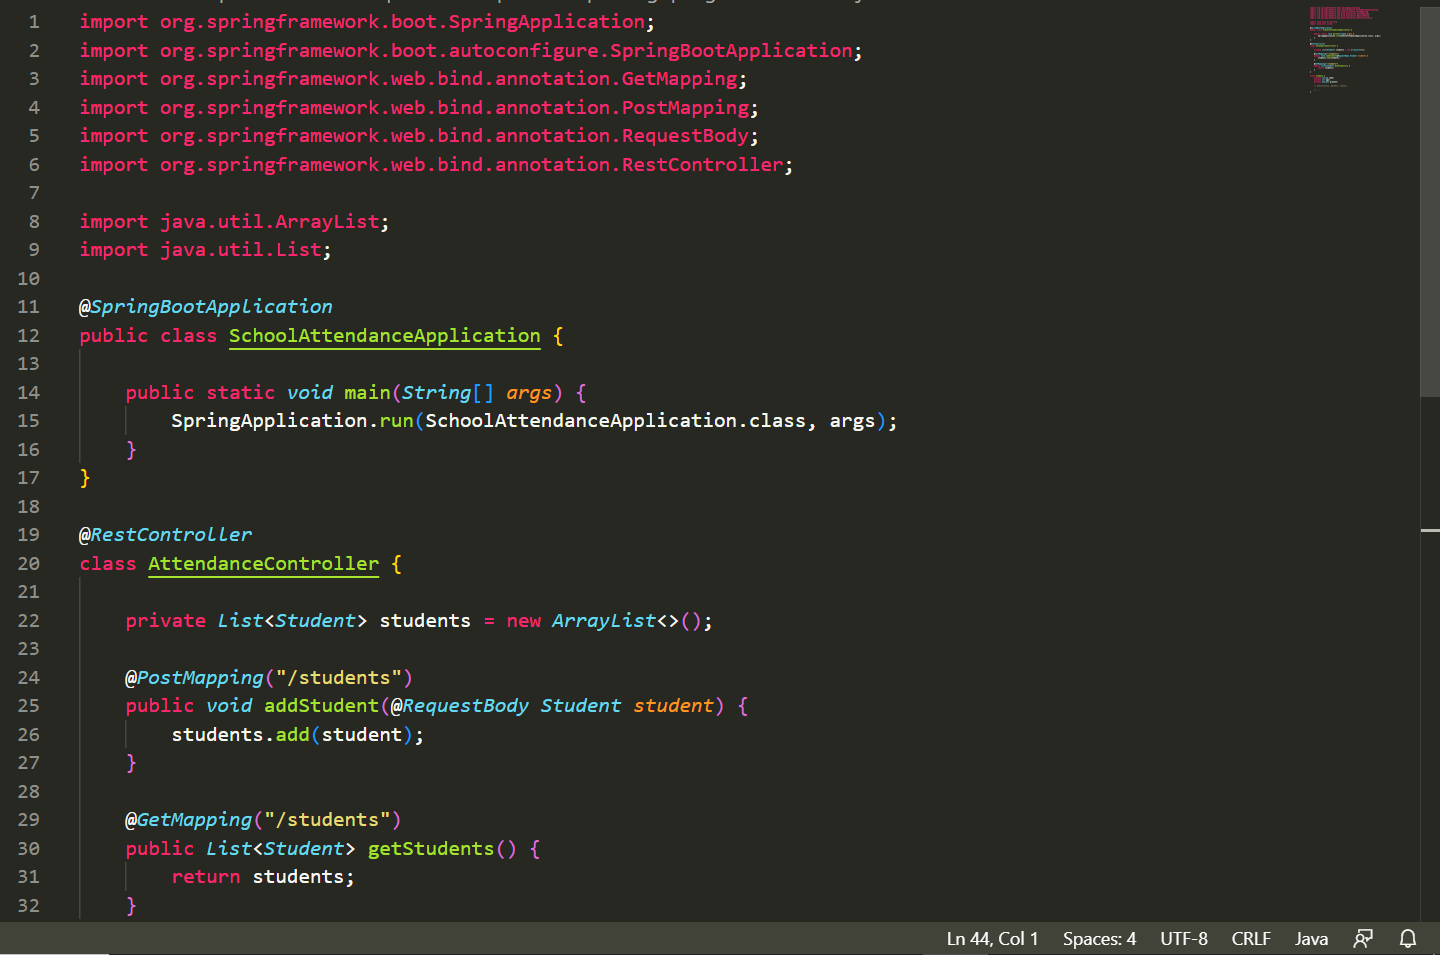 1 import org.springframework.boot.SpringApplication;
2 import org.springframework.boot.autoconfigure.SpringBootApplication;
3 import org.springframework.web.bind.annotation.GetMapping;
4 import org.springframework.web.bind.annotation.PostMapping;
5 import org.springframework.web.bind.annotation.RequestBody;
6 import org.springframework.web.bind.annotation.RestController;
7
8 import java.util.ArrayList;
9 import java.util.List;
10
11 @SpringBootApplication
12 public class SchoolAttendanceApplication {
13
14     public static void main(String[] args) {
15         SpringApplication.run(SchoolAttendanceApplication.class, args);
16     }
17 }
18
19 @RestController
20 class AttendanceController {
21
22     private List<Student> students = new ArrayList<>();
23
24     @PostMapping("/students")
25     public void addStudent(@RequestBody Student student) {
26         students.add(student);
27     }
28
29     @GetMapping("/students")
30     public List<Student> getStudents() {
31         return students;
32     }
Ln 44, Col 1 Spaces: 4 UTF-8 CRLF Java